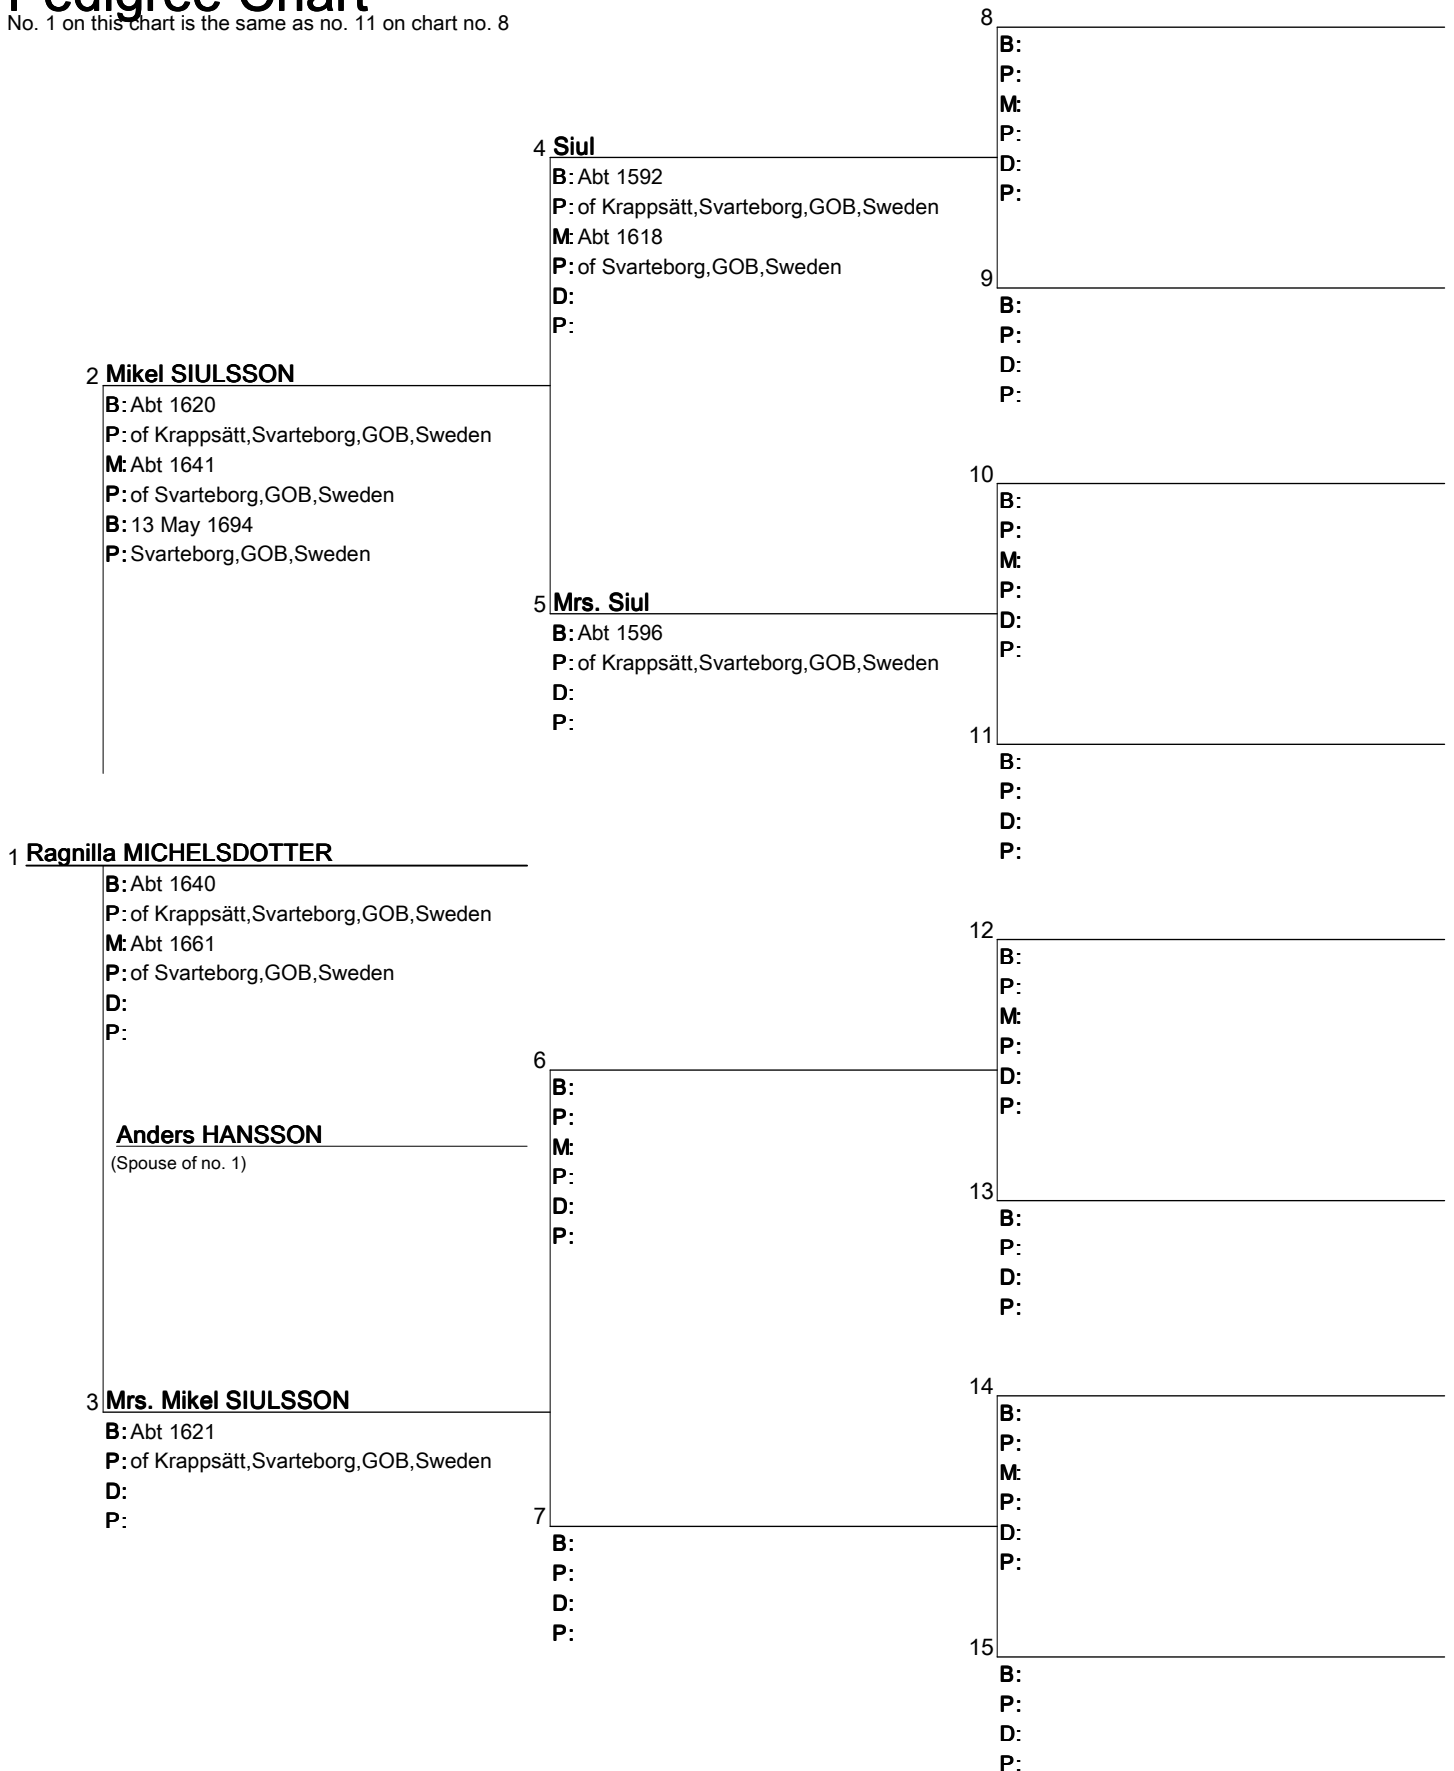 Pedigree Chart
No. 1 on this chart is the same as no. 11 on chart no. 8
8
B:
P:
M:
P:
D:
P:
4 Siul
B: Abt 1592
P: of Krappsätt,Svarteborg,GOB,Sweden
M: Abt 1618
P: of Svarteborg,GOB,Sweden
D:
P:
9
B:
P:
D:
P:
2 Mikel SIULSSON
B: Abt 1620
P: of Krappsätt,Svarteborg,GOB,Sweden
M: Abt 1641
P: of Svarteborg,GOB,Sweden
B: 13 May 1694
P: Svarteborg,GOB,Sweden
10
B:
P:
M:
P:
D:
P:
5 Mrs. Siul
B: Abt 1596
P: of Krappsätt,Svarteborg,GOB,Sweden
D:
P:
11
B:
P:
D:
P:
1 Ragnilla MICHELSDOTTER
B: Abt 1640
P: of Krappsätt,Svarteborg,GOB,Sweden
M: Abt 1661
P: of Svarteborg,GOB,Sweden
D:
P:
12
B:
P:
M:
P:
D:
P:
6
B:
P:
M:
P:
D:
P:
Anders HANSSON
(Spouse of no. 1)
13
B:
P:
D:
P:
3 Mrs. Mikel SIULSSON
B: Abt 1621
P: of Krappsätt,Svarteborg,GOB,Sweden
D:
P:
14
B:
P:
M:
P:
D:
P:
7
B:
P:
D:
P:
15
B:
P:
D:
P: